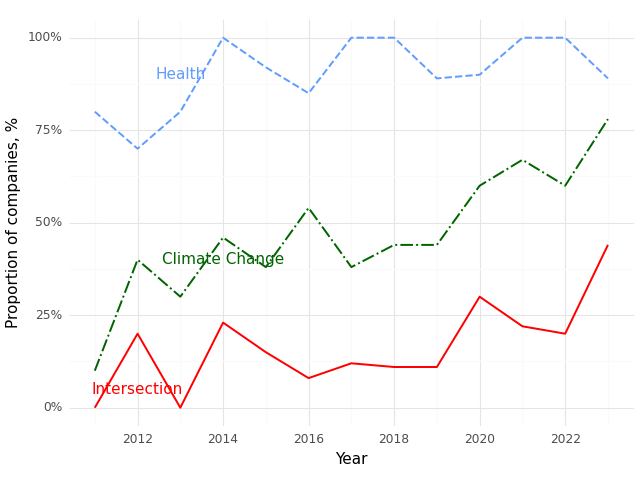 100%
75%
50%
25%
0%
Proportion of companies, %
Health
Climate Change
Intersection
2012
2014
2016
2018
2020
2022
Year